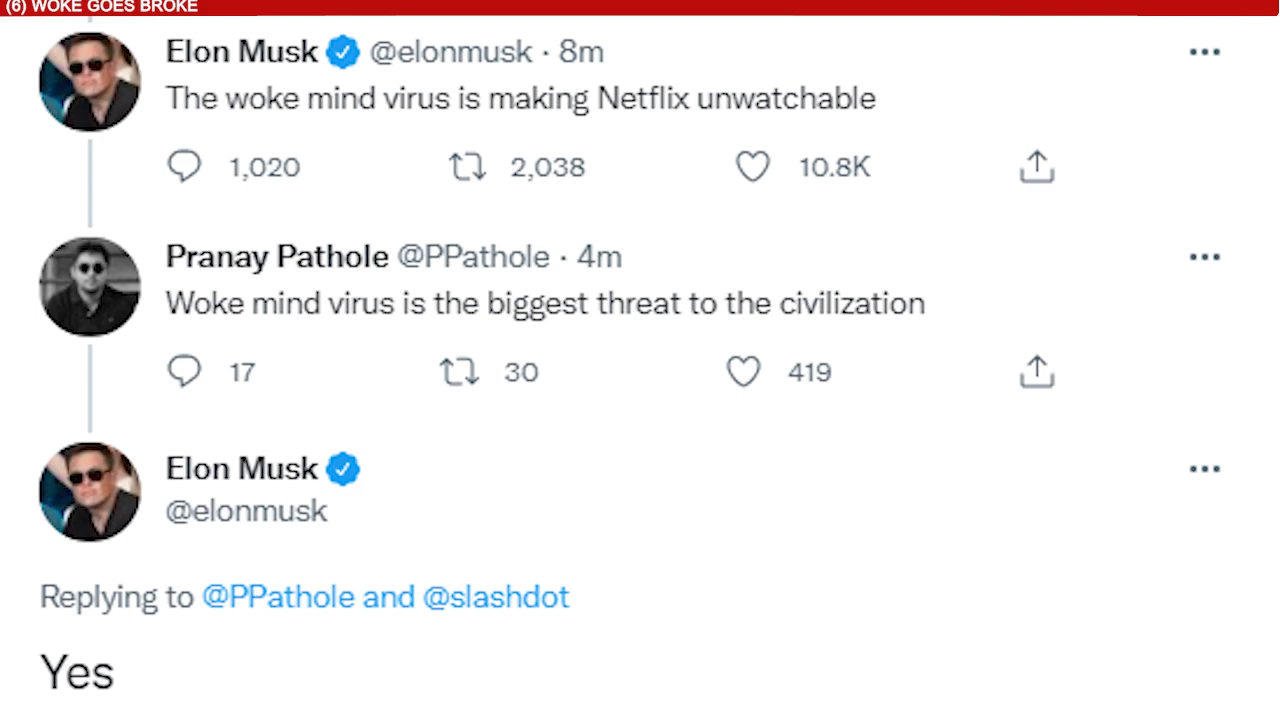 (6) WOKE GOES BROKE
Elon Musk @elonmusk · 8m
The woke mind virus is making Netflix unwatchable
1,020 2,038 10.8K
Pranay Pathole @PPathole · 4m
Woke mind virus is the biggest threat to the civilization
17 30 419
Elon Musk
@elonmusk
Replying to @PPathole and @slashdot
Yes